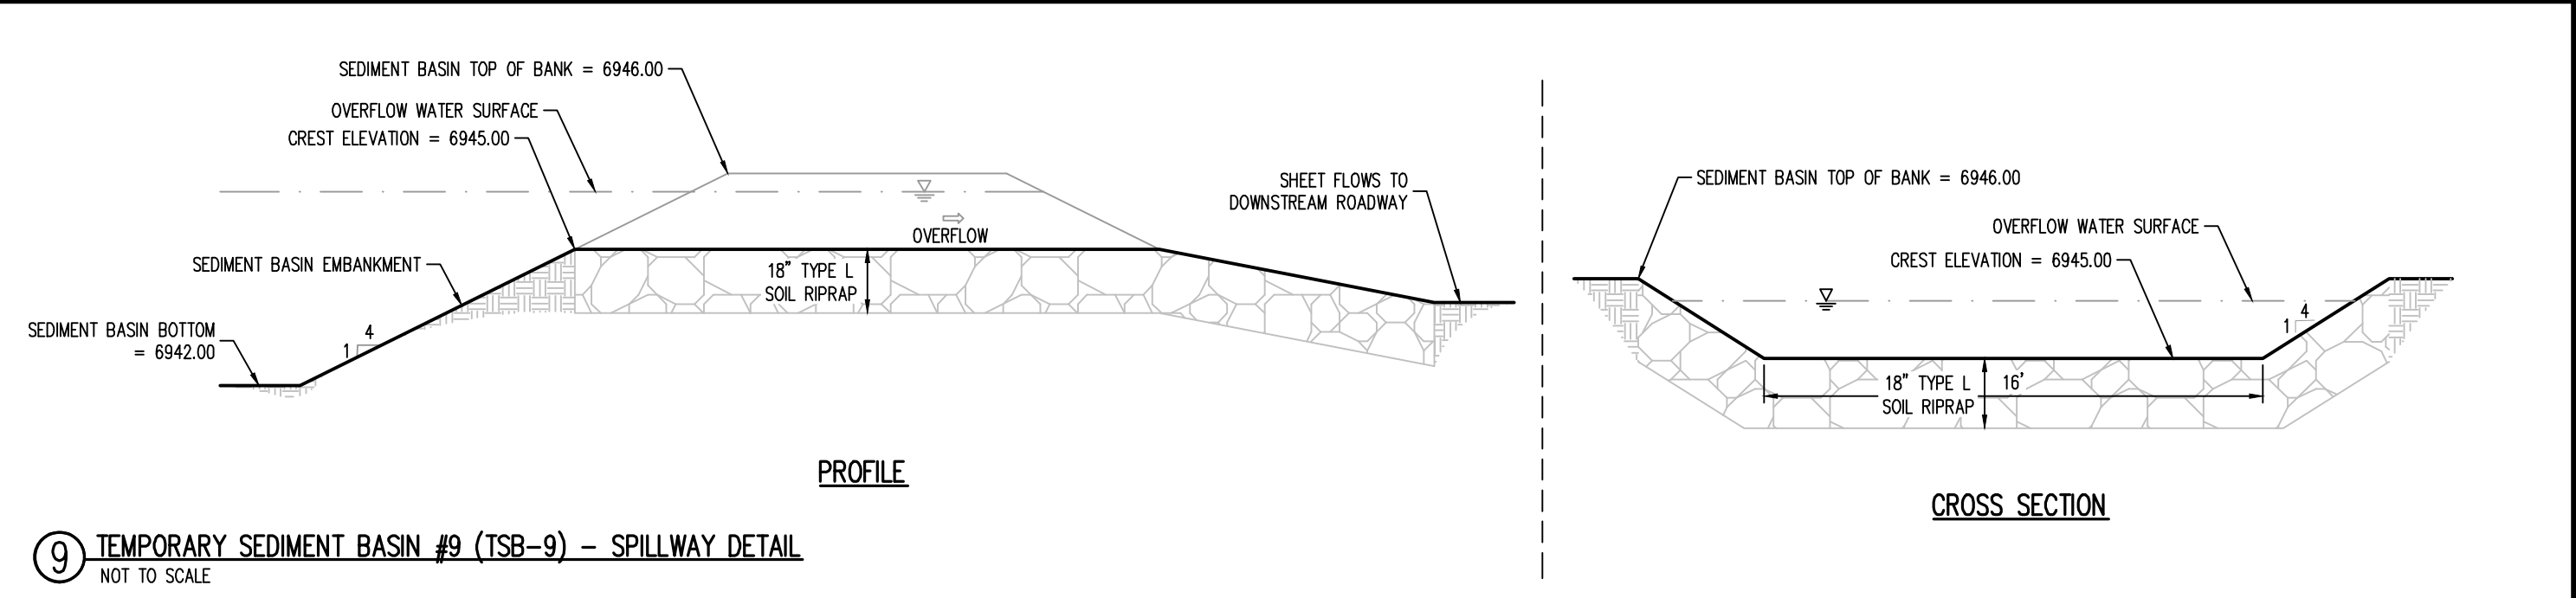 SEDIMENT BASIN TOP OF BANK = 6946.00
OVERFLOW WATER SURFACE
CREST ELEVATION = 6945.00
SEDIMENT BASIN EMBANKMENT
SEDIMENT BASIN BOTTOM
= 6942.00
4
1
OVERFLOW
18" TYPE L
SOIL RIPRAP
SHEET FLOWS TO
DOWNSTREAM ROADWAY
PROFILE
SEDIMENT BASIN TOP OF BANK = 6946.00
OVERFLOW WATER SURFACE
CREST ELEVATION = 6945.00
4
1
18" TYPE L
SOIL RIPRAP
16'
CROSS SECTION
9 TEMPORARY SEDIMENT BASIN #9 (TSB-9) - SPILLWAY DETAIL
NOT TO SCALE